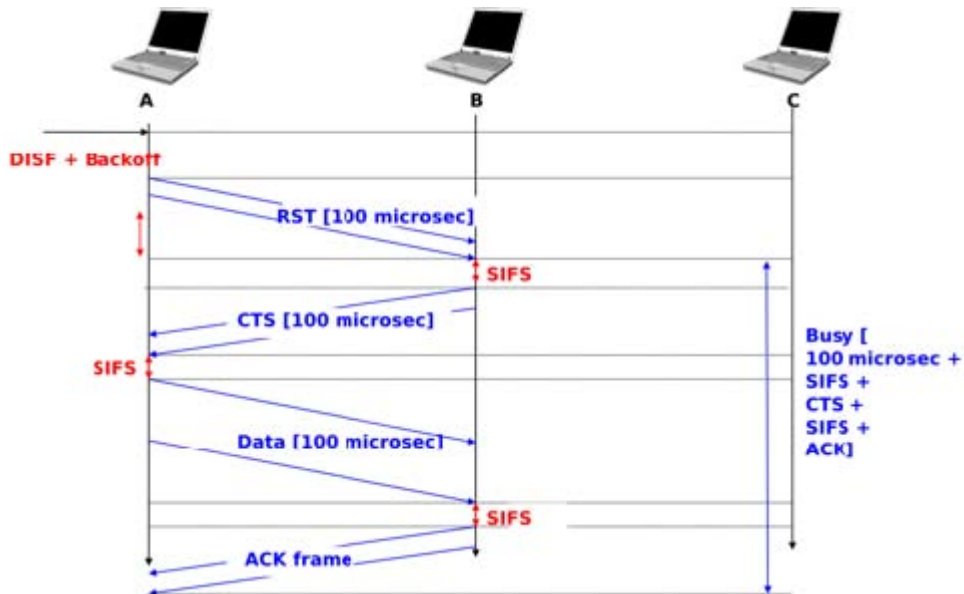 A
B
C
DISF + Backoff
RST [100 microsec]
SIFS
CTS [100 microsec]
SIFS
Busy [
100 microsec +
SIFS +
CTS +
SIFS +
ACK]
Data [100 microsec]
SIFS
ACK frame